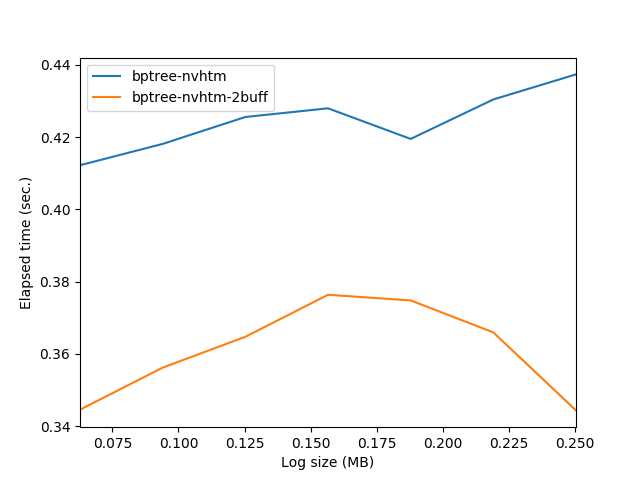 0.44
0.42
0.40
0.38
0.36
0.34
Elapsed time (sec.)
bptree-nvhtm
bptree-nvhtm-2buff
0.075 0.100 0.125 0.150 0.175 0.200 0.225 0.250
Log size (MB)